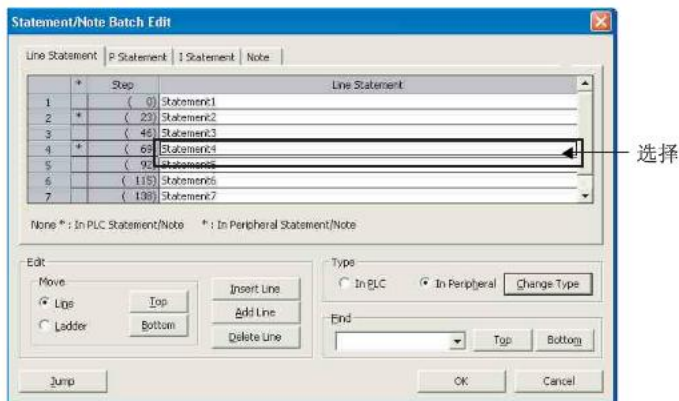 Statement/Note Batch Edit
Line Statement P Statement I Statement Note
* Step Line Statement
1 ( 0) Statement1
2 * ( 23) Statement2
3 ( 46) Statement3
4 * ( 69) Statement4
5 ( 92) Statement5
6 ( 115) Statement6
7 ( 138) Statement7
选择
None * : In PLC Statement/Note * : In Peripheral Statement/Note
Edit
Move
Line
Ladder
Top
Bottom
Insert Line
Add Line
Delete Line
Type
In PLC In Peripheral Change Type
Find
Top Bottom
Jump OK Cancel